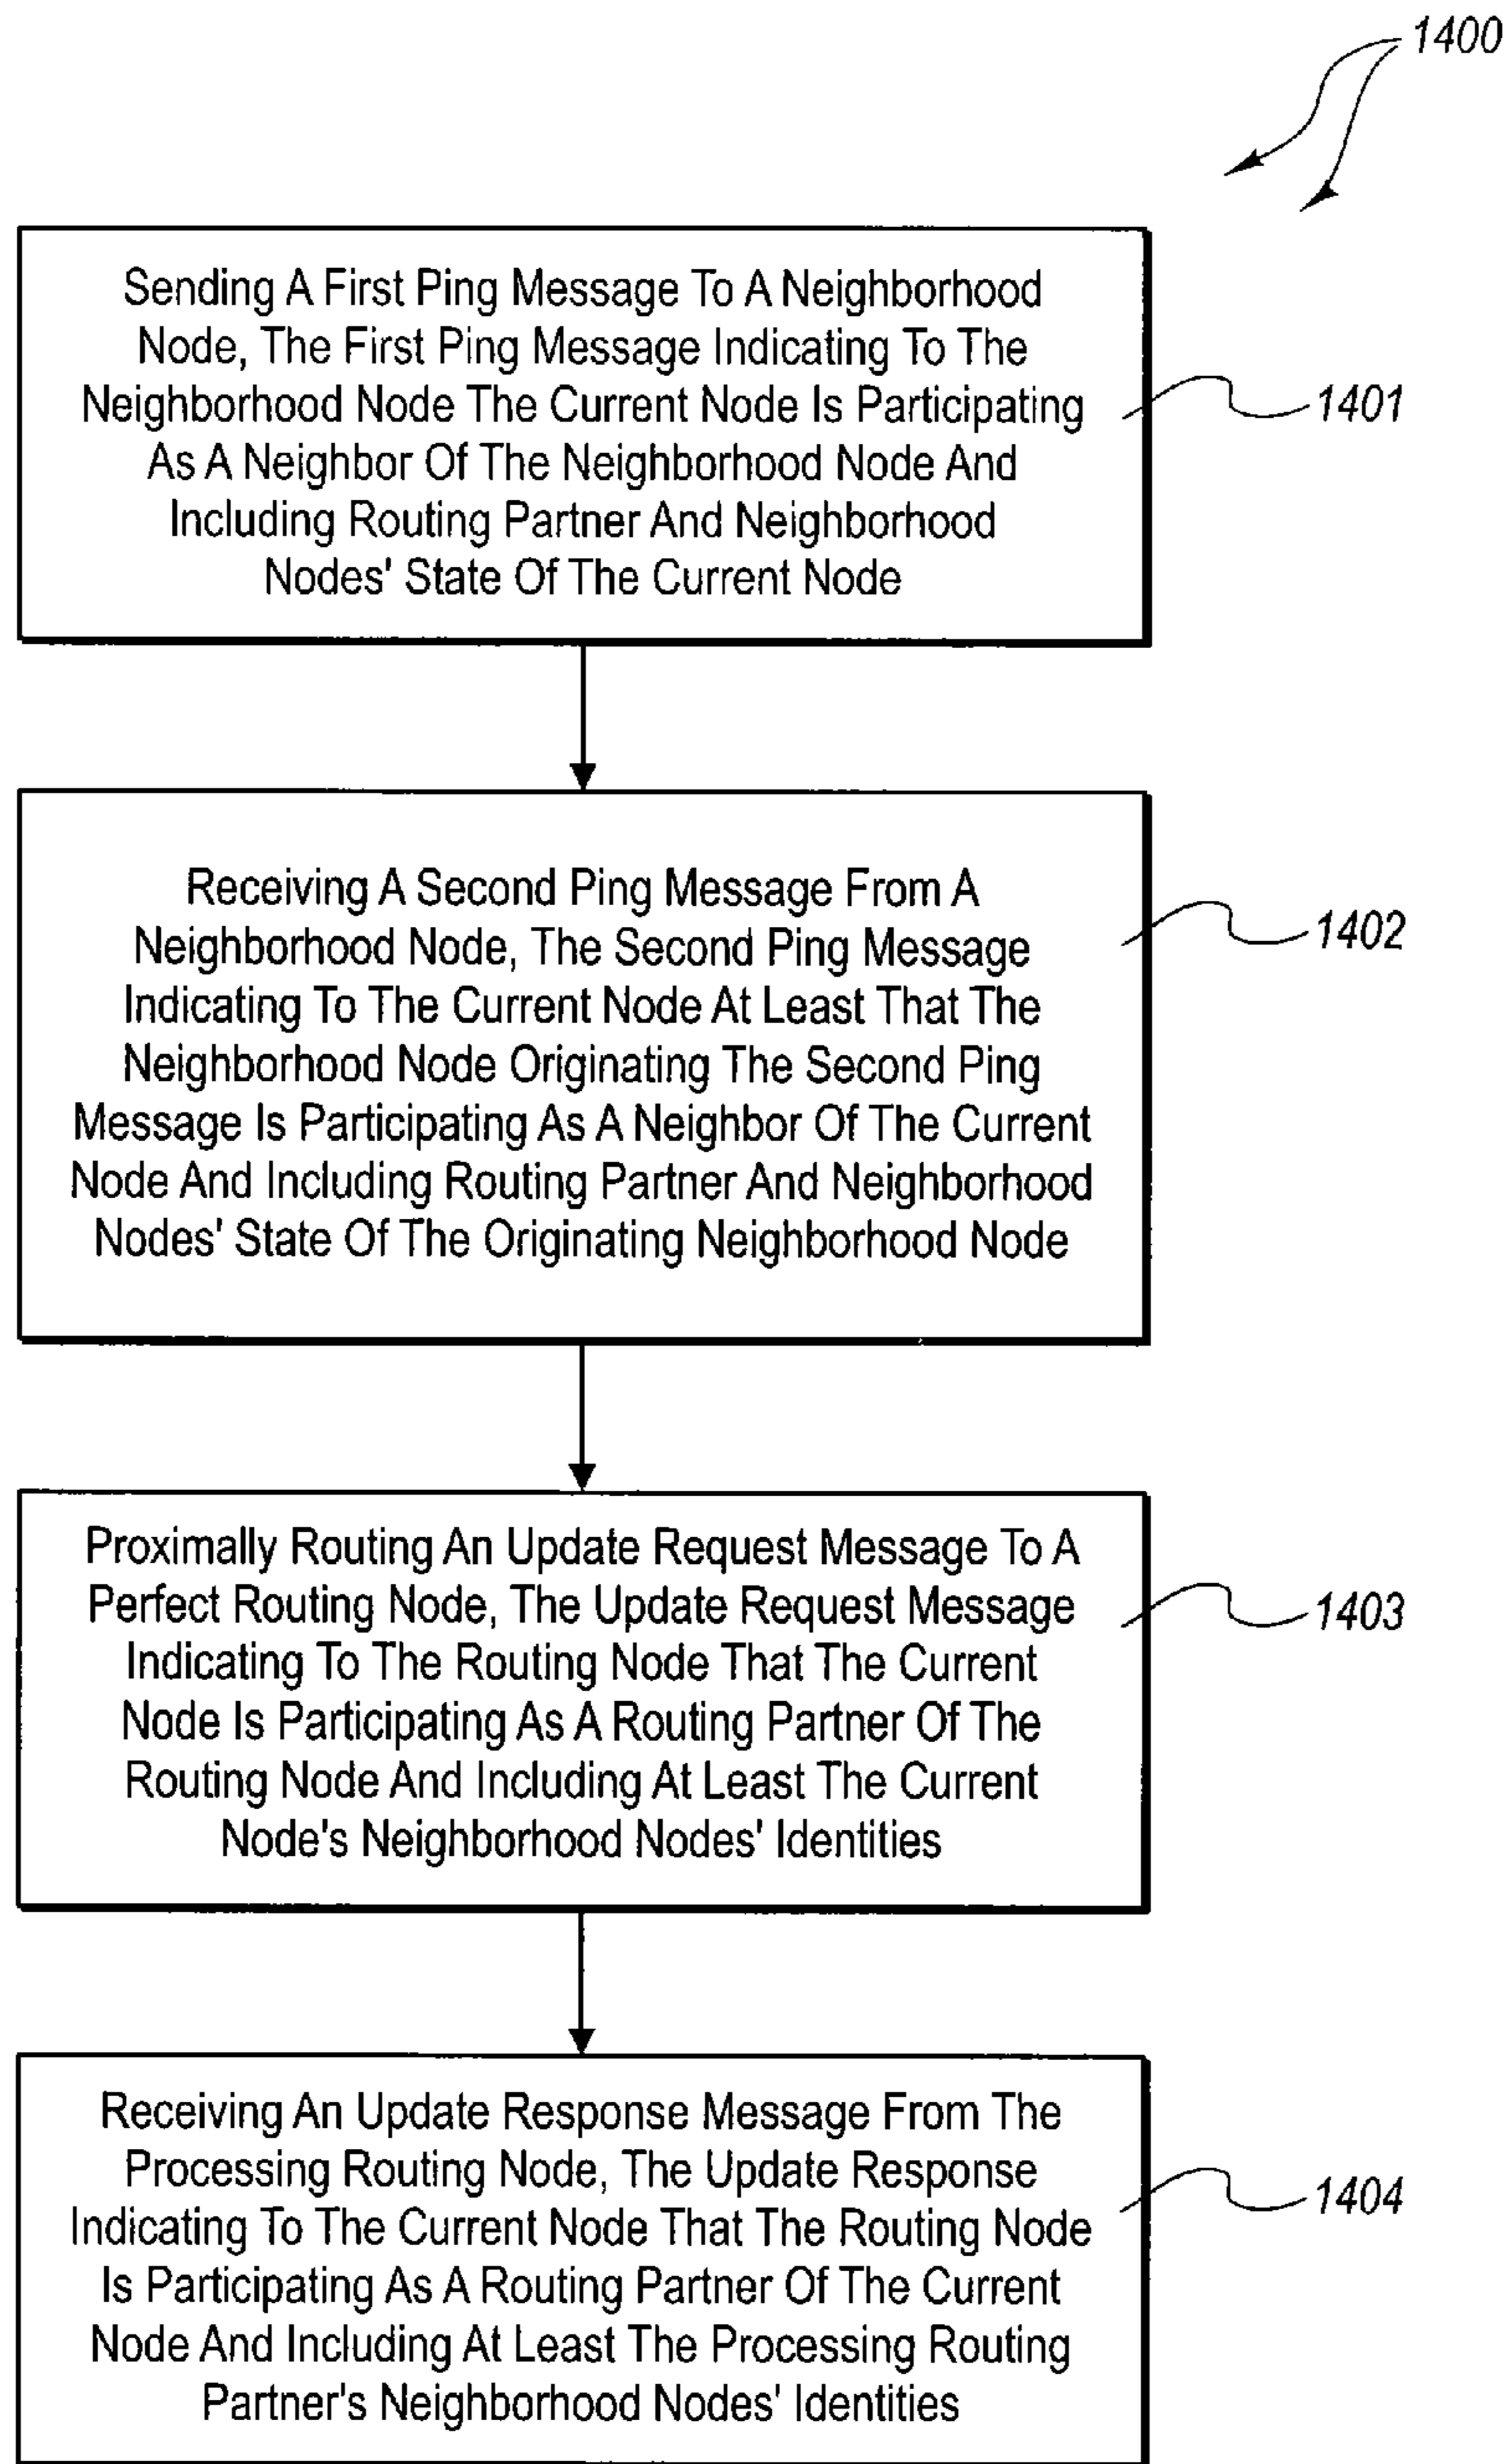 1400
Sending A First Ping Message To A Neighborhood
Node, The First Ping Message Indicating To The
Neighborhood Node The Current Node Is Participating
As A Neighbor Of The Neighborhood Node And
Including Routing Partner And Neighborhood
Nodes' State Of The Current Node
1401
Receiving A Second Ping Message From A
Neighborhood Node, The Second Ping Message
Indicating To The Current Node At Least That The
Neighborhood Node Originating The Second Ping
Message Is Participating As A Neighbor Of The Current
Node And Including Routing Partner And Neighborhood
Nodes' State Of The Originating Neighborhood Node
1402
Proximally Routing An Update Request Message To A
Perfect Routing Node, The Update Request Message
Indicating To The Routing Node That The Current
Node Is Participating As A Routing Partner Of The
Routing Node And Including At Least The Current
Node's Neighborhood Nodes' Identities
1403
Receiving An Update Response Message From The
Processing Routing Node, The Update Response
Indicating To The Current Node That The Routing Node
Is Participating As A Routing Partner Of The Current
Node And Including At Least The Processing Routing
Partner's Neighborhood Nodes' Identities
1404